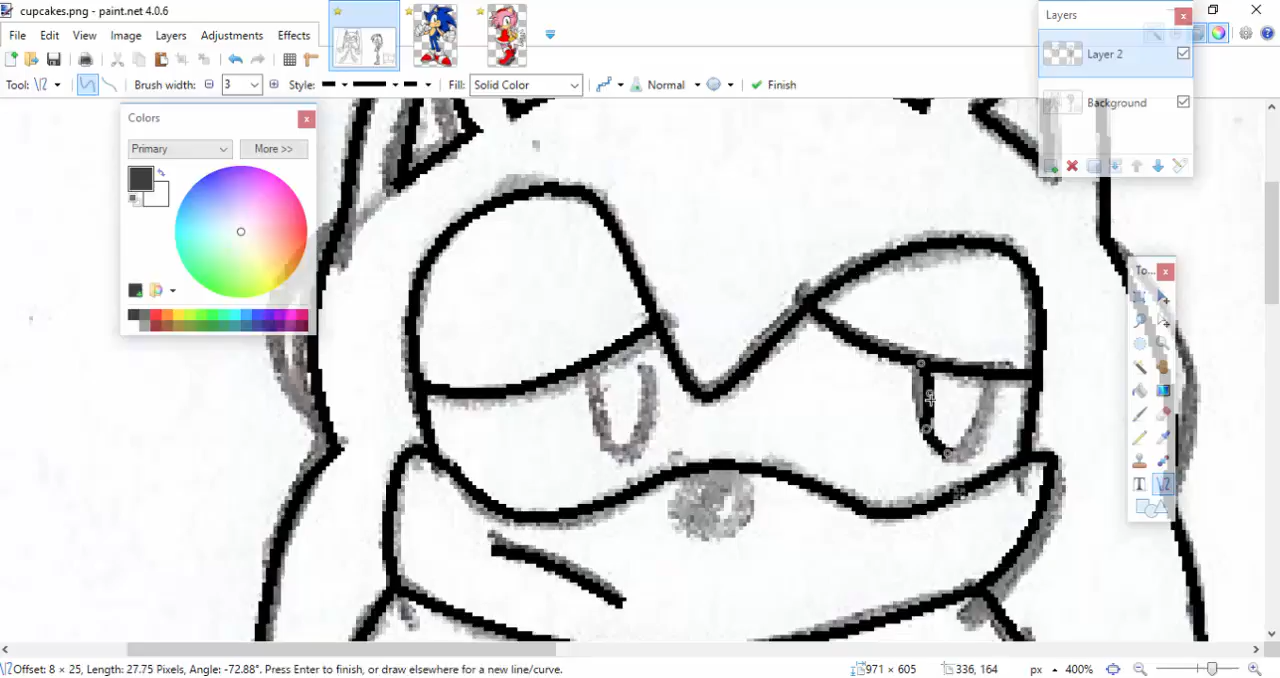 cupcakes.png - paint.net 4.0.6
File Edit View Image Layers Adjustments Effects
Tool: Brush width: 3 Style: Fill: Solid Color Normal Finish
Colors
Primary More >>
Layers
Layer 2
Background
To...
Offset: 8 × 25, Length: 27.75 Pixels, Angle: -72.88°. Press Enter to finish, or draw elsewhere for a new line/curve. 971 × 605 336, 164 px 400%